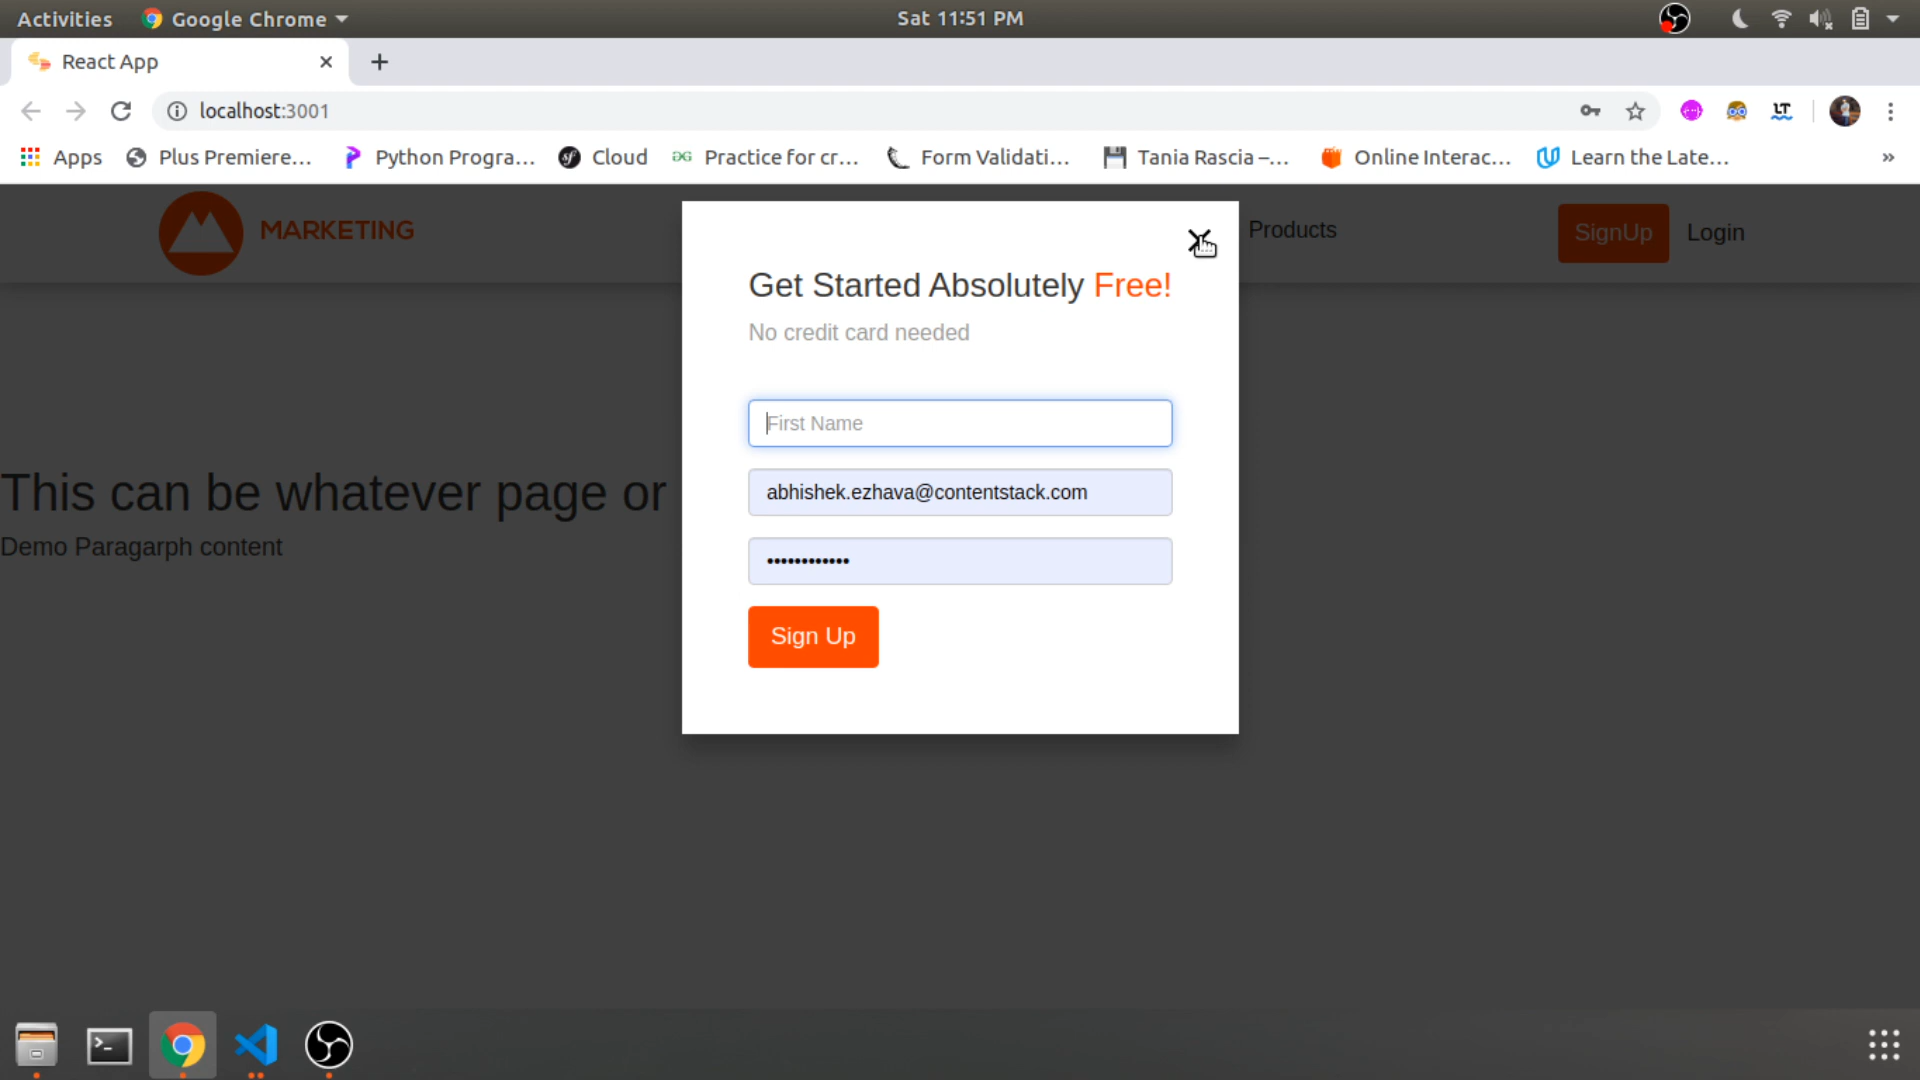 Activities
Google Chrome
Sat 11:51 PM
React App
localhost:3001
LT
Apps
Plus Premiere...
Python Progra...
Cloud
Practice for cr...
Form Validati...
Tania Rascia –...
Online Interac...
Learn the Late...
»
MARKETING
Products
SignUp
Login
Get Started Absolutely Free!
No credit card needed
First Name
abhishek.ezhava@contentstack.com
••••••••••••
Sign Up
This can be whatever page or
Demo Paragarph content